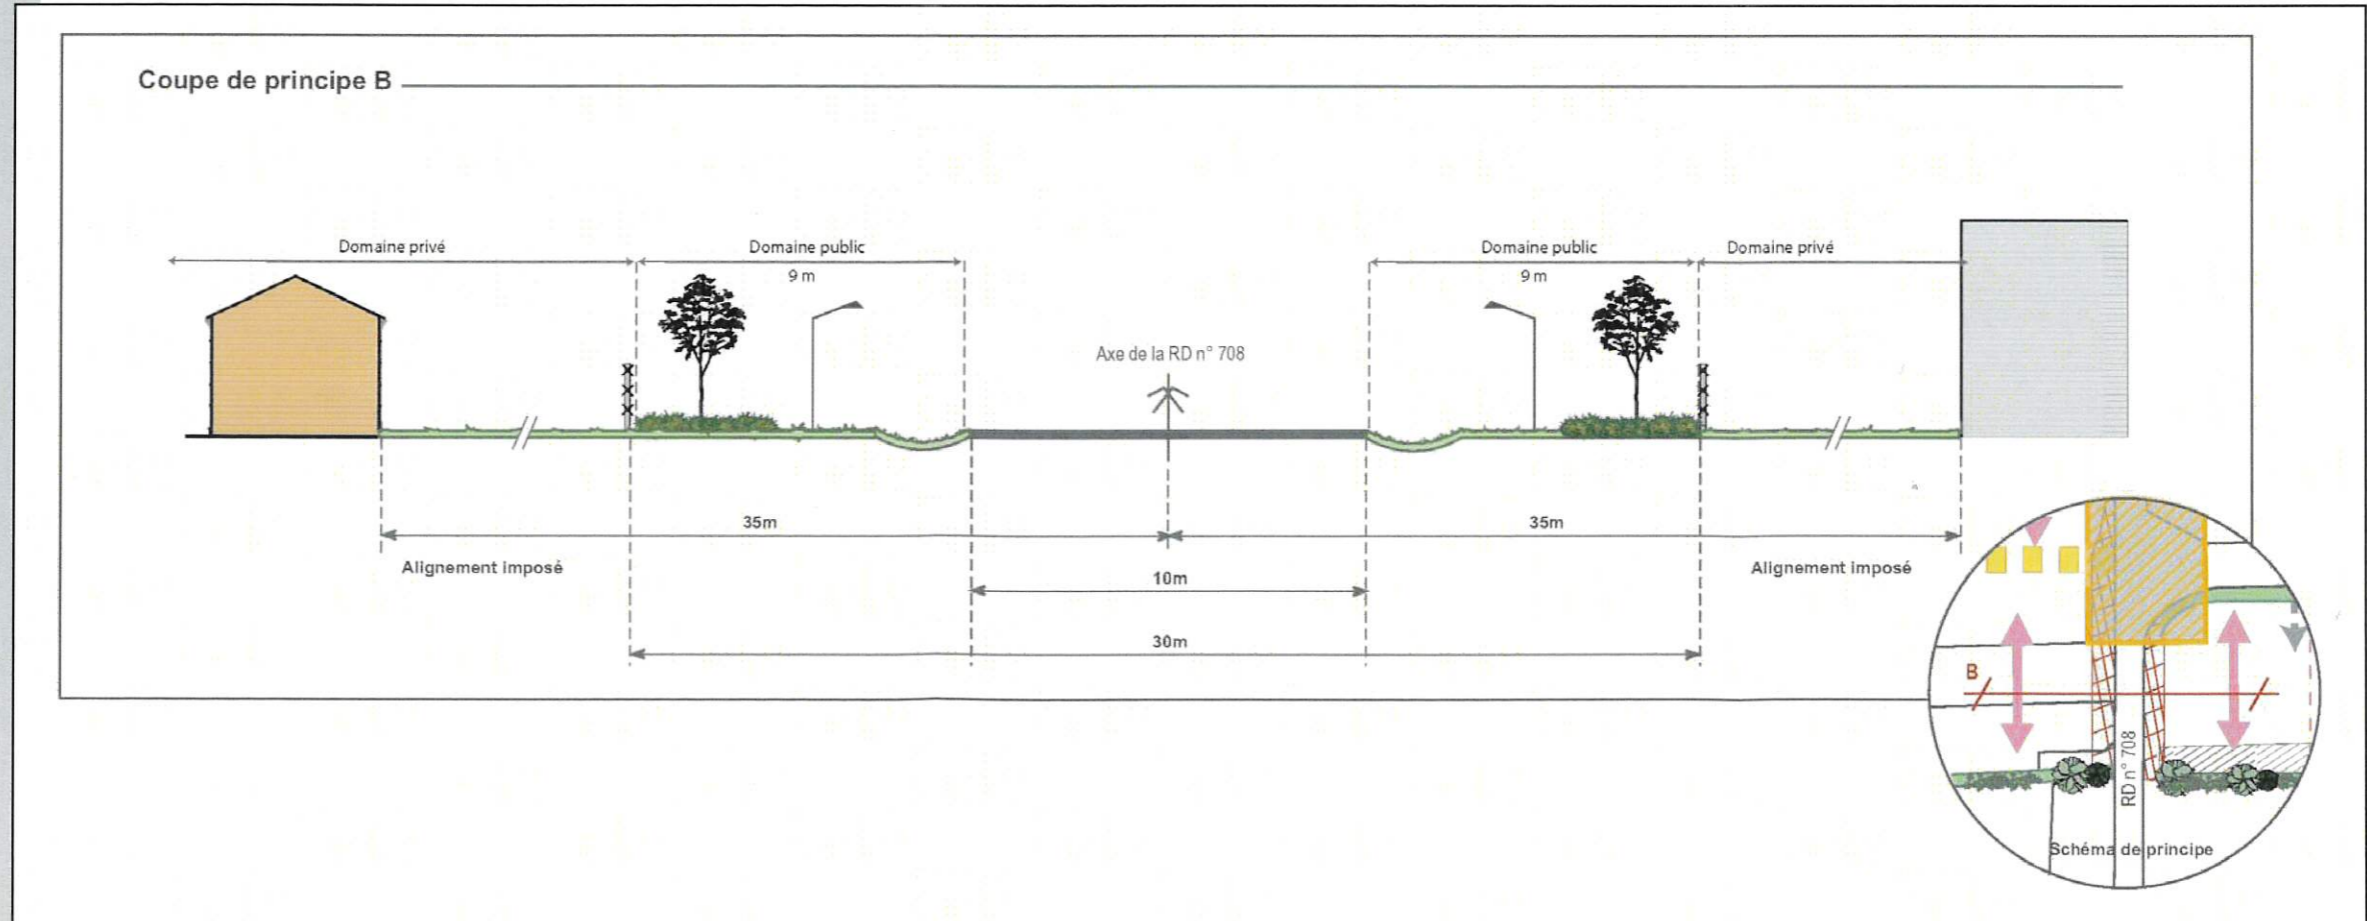 Coupe de principe B
Domaine privé
Domaine public
9 m
Domaine public
9 m
Domaine privé
Axe de la RD n° 708
35m
35m
Alignement imposé
Alignement imposé
10m
30m
B
RD n° 708
Schéma de principe